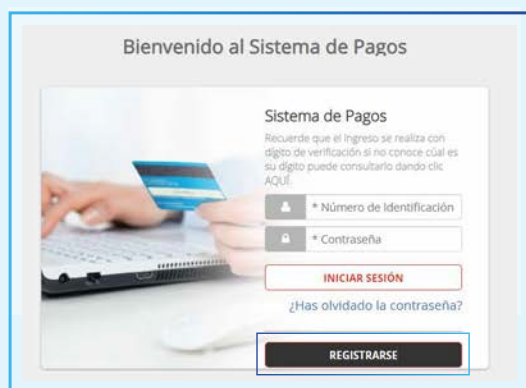 Bienvenido al Sistema de Pagos
Sistema de Pagos
Recuerde que el ingreso se realiza con
dígito de verificación si no conoce cúal es
su dígito puede consultarlo dando clic
AQUÍ.
* Número de Identificación
* Contraseña
INICIAR SESIÓN
¿Has olvidado la contraseña?
REGISTRARSE